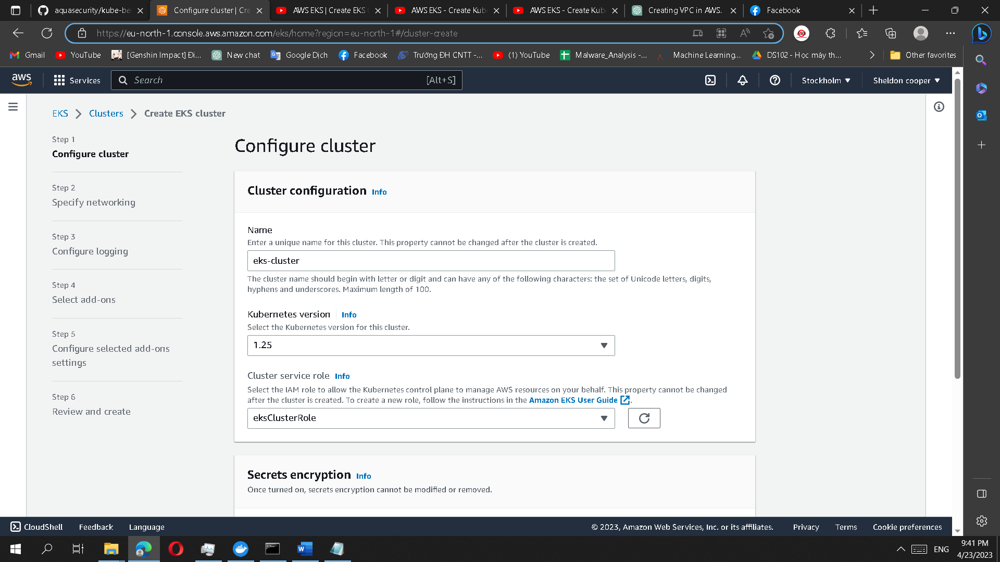 aquasecurity/kube-be
Configure cluster | Cre
AWS EKS | Create EKS
AWS EKS - Create Kub
AWS EKS - Create Kube
Creating VPC in AWS.
Facebook
https://eu-north-1.console.aws.amazon.com/eks/home?region=eu-north-1#/cluster-create
Gmail
YouTube
[Genshin Impact] Đi...
New chat
Google Dịch
Facebook
Trường ĐH CNTT -...
(1) YouTube
Malware_Analysis -...
Machine Learning...
DS102 - Học máy th...
Other favorites
aws
Services
Search
[Alt+S]
Stockholm
Sheldon cooper
EKS
Clusters
Create EKS cluster
Step 1
Configure cluster
Step 2
Specify networking
Step 3
Configure logging
Step 4
Select add-ons
Step 5
Configure selected add-ons
settings
Step 6
Review and create
Configure cluster
Cluster configuration Info
Name
Enter a unique name for this cluster. This property cannot be changed after the cluster is created.
eks-cluster
The cluster name should begin with letter or digit and can have any of the following characters: the set of Unicode letters, digits,
hyphens and underscores. Maximum length of 100.
Kubernetes version Info
Select the Kubernetes version for this cluster.
1.25
Cluster service role Info
Select the IAM role to allow the Kubernetes control plane to manage AWS resources on your behalf. This property cannot be changed
after the cluster is created. To create a new role, follow the instructions in the Amazon EKS User Guide.
eksClusterRole
Secrets encryption Info
Once turned on, secrets encryption cannot be modified or removed.
CloudShell
Feedback
Language
© 2023, Amazon Web Services, Inc. or its affiliates.
Privacy
Terms
Cookie preferences
ENG
9:41 PM
4/23/2023